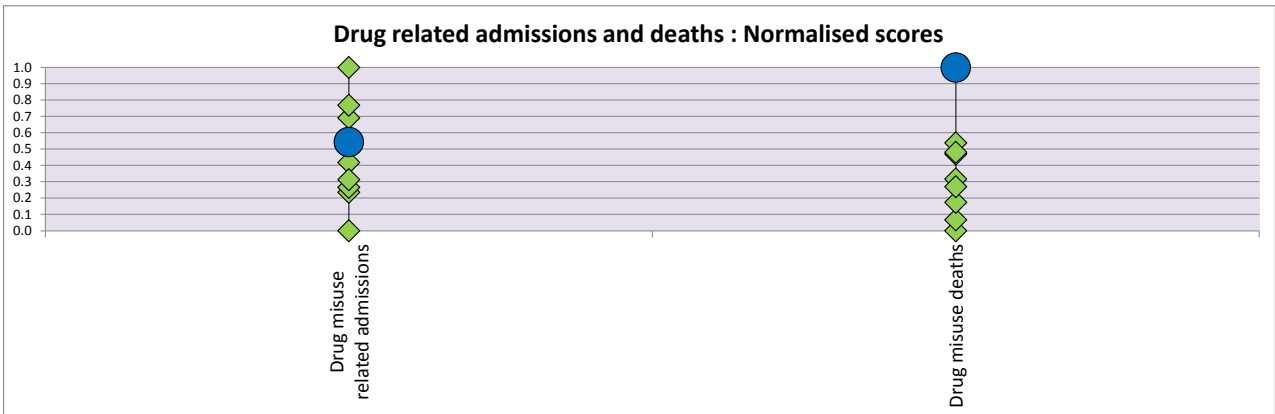 Drug related admissions and deaths : Normalised scores
1.0
0.9
0.8
0.7
0.6
0.5
0.4
0.3
0.2
0.1
0.0
Drug misuse
related admissions
Drug misuse deaths